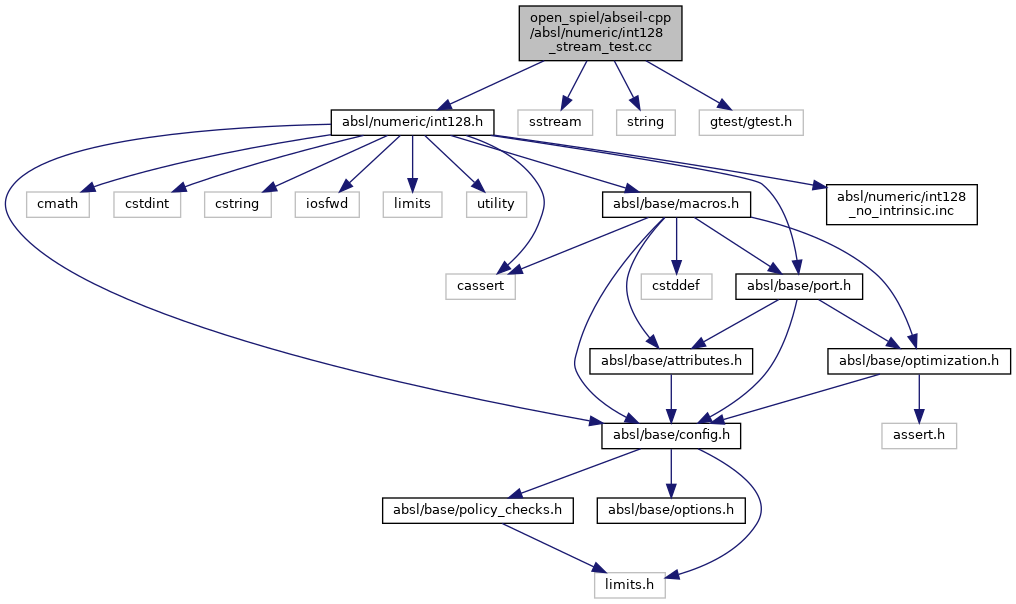 open_spiel/abseil-cpp
/absl/numeric/int128
_stream_test.cc
absl/numeric/int128.h
sstream
string
gtest/gtest.h
cmath
cstdint
cstring
iosfwd
limits
utility
absl/base/macros.h
absl/numeric/int128
_no_intrinsic.inc
cassert
cstddef
absl/base/port.h
absl/base/attributes.h
absl/base/optimization.h
absl/base/config.h
assert.h
absl/base/policy_checks.h
absl/base/options.h
limits.h